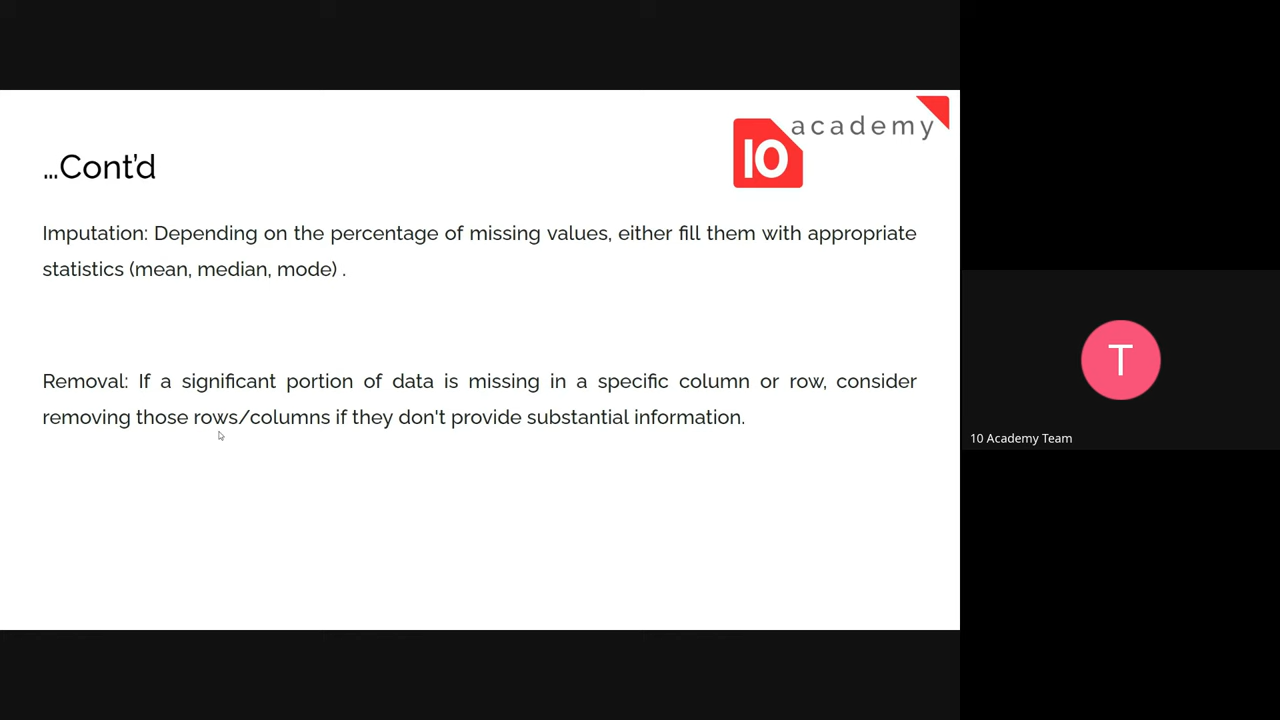 10 academy
...Cont'd
Imputation: Depending on the percentage of missing values, either fill them with appropriate
statistics (mean, median, mode) .
Removal: If a significant portion of data is missing in a specific column or row, consider
removing those rows/columns if they don't provide substantial information.
T
10 Academy Team